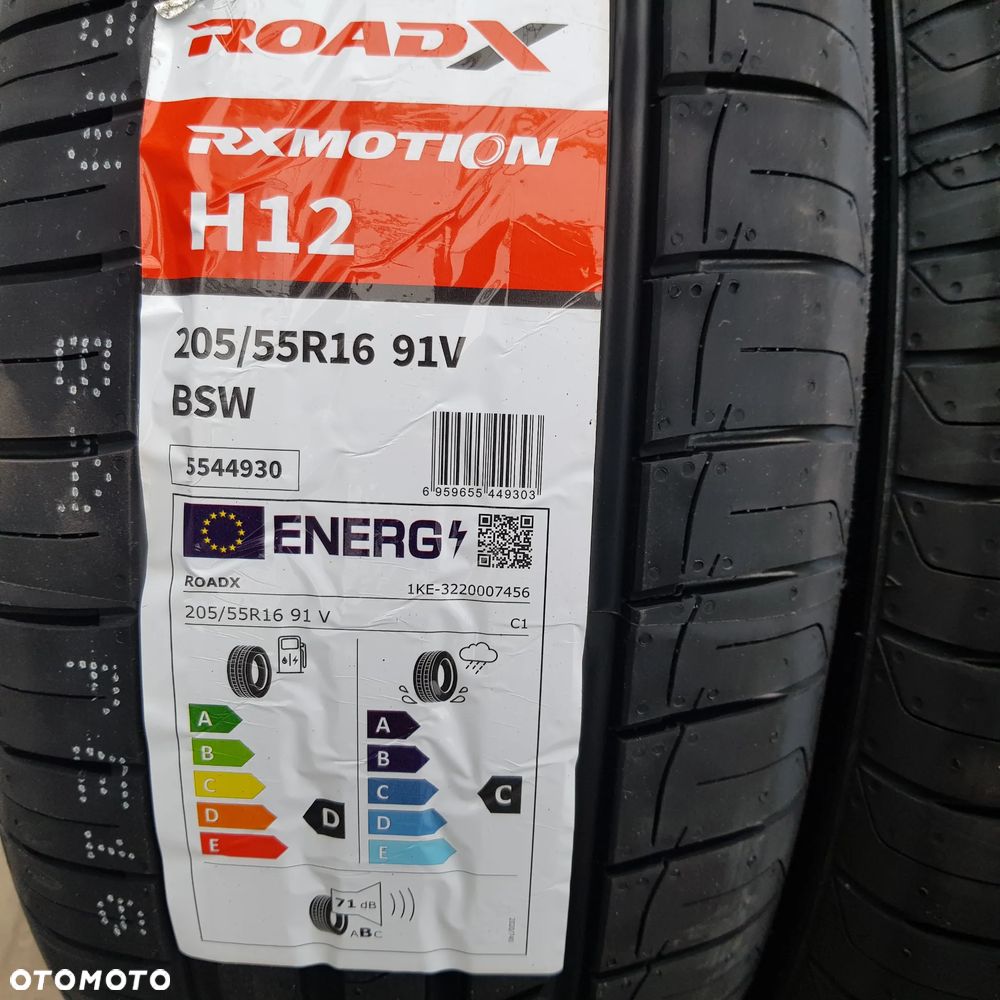 ROADX
RXMOTION
H12
205/55R16 91V
BSW
5544930
6 959655 449303
ENERG
ROADX
1KE-3220007456
205/55R16 91 V
C1
A
B
C
D
E
D
A
B
C
D
E
C
71 dB
ABC
OTOMOTO